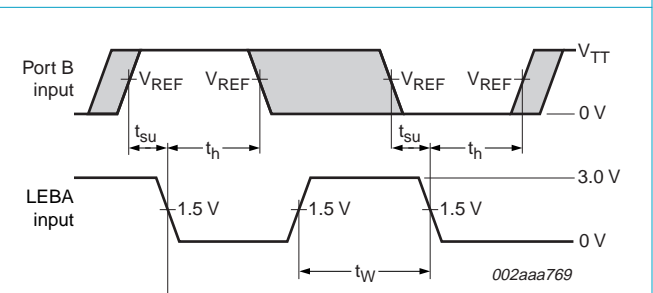 V_TT
Port B
input
V_REF V_REF V_REF V_REF
0 V
t_su t_h t_su t_h
3.0 V
LEBA
input
1.5 V 1.5 V 1.5 V
0 V
t_W
002aaa769